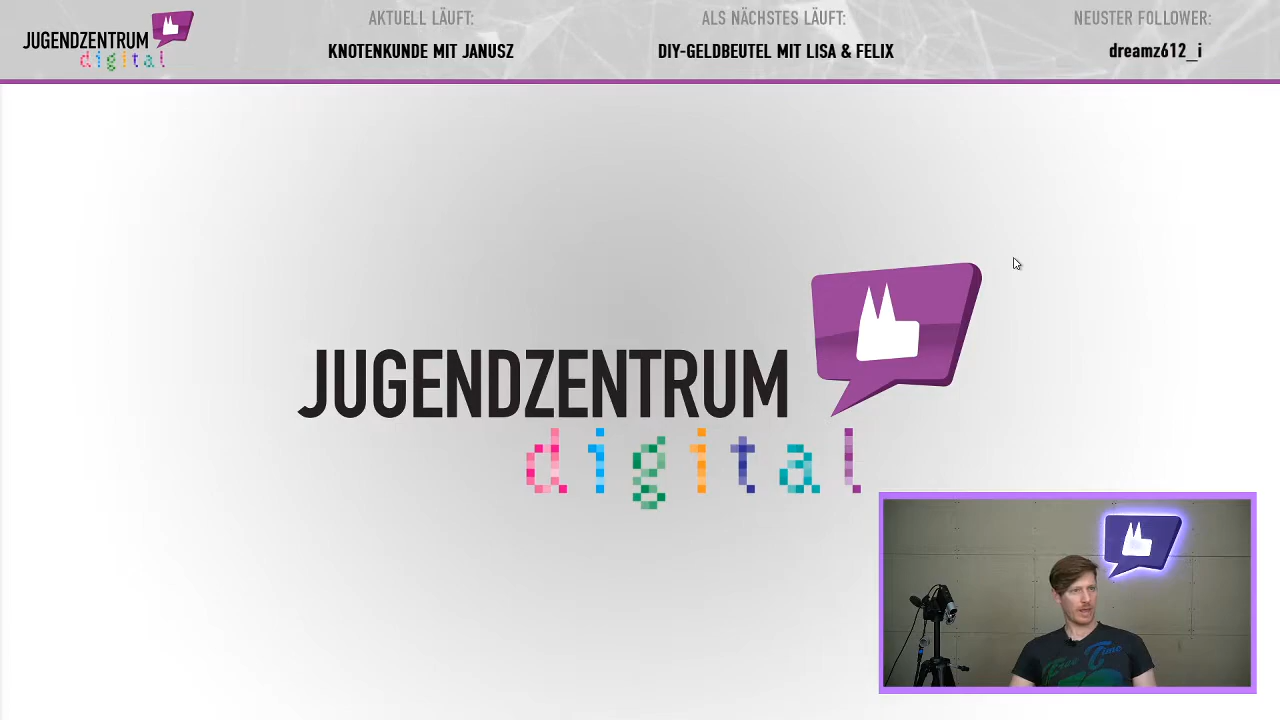 JUGENDZENTRUM
digital
AKTUELL LÄUFT:
KNOTENKUNDE MIT JANUSZ
ALS NÄCHSTES LÄUFT:
DIY-GELDBEUTEL MIT LISA & FELIX
NEUSTER FOLLOWER:
dreamz612_i
JUGENDZENTRUM
digital
Time